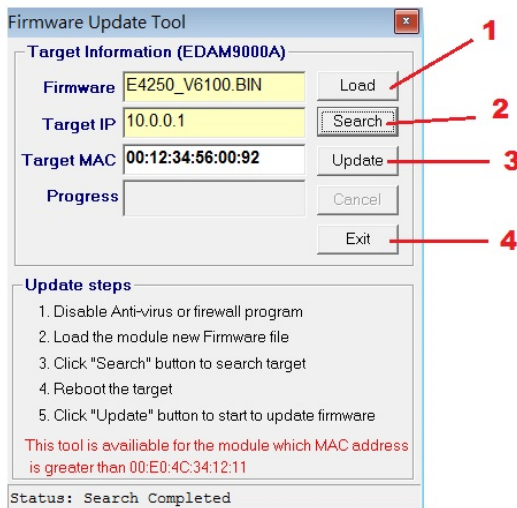 Firmware Update Tool
x
1
Target Information (EDAM9000A)
Firmware E4250_V6100.BIN Load
2
Target IP 10.0.0.1 Search
Target MAC 00:12:34:56:00:92 Update 3
Progress Cancel
Exit 4
Update steps
1. Disable Anti-virus or firewall program
2. Load the module new Firmware file
3. Click "Search" button to search target
4. Reboot the target
5. Click "Update" button to start to update firmware
This tool is availiable for the module which MAC address
is greater than 00:E0:4C:34:12:11
Status: Search Completed